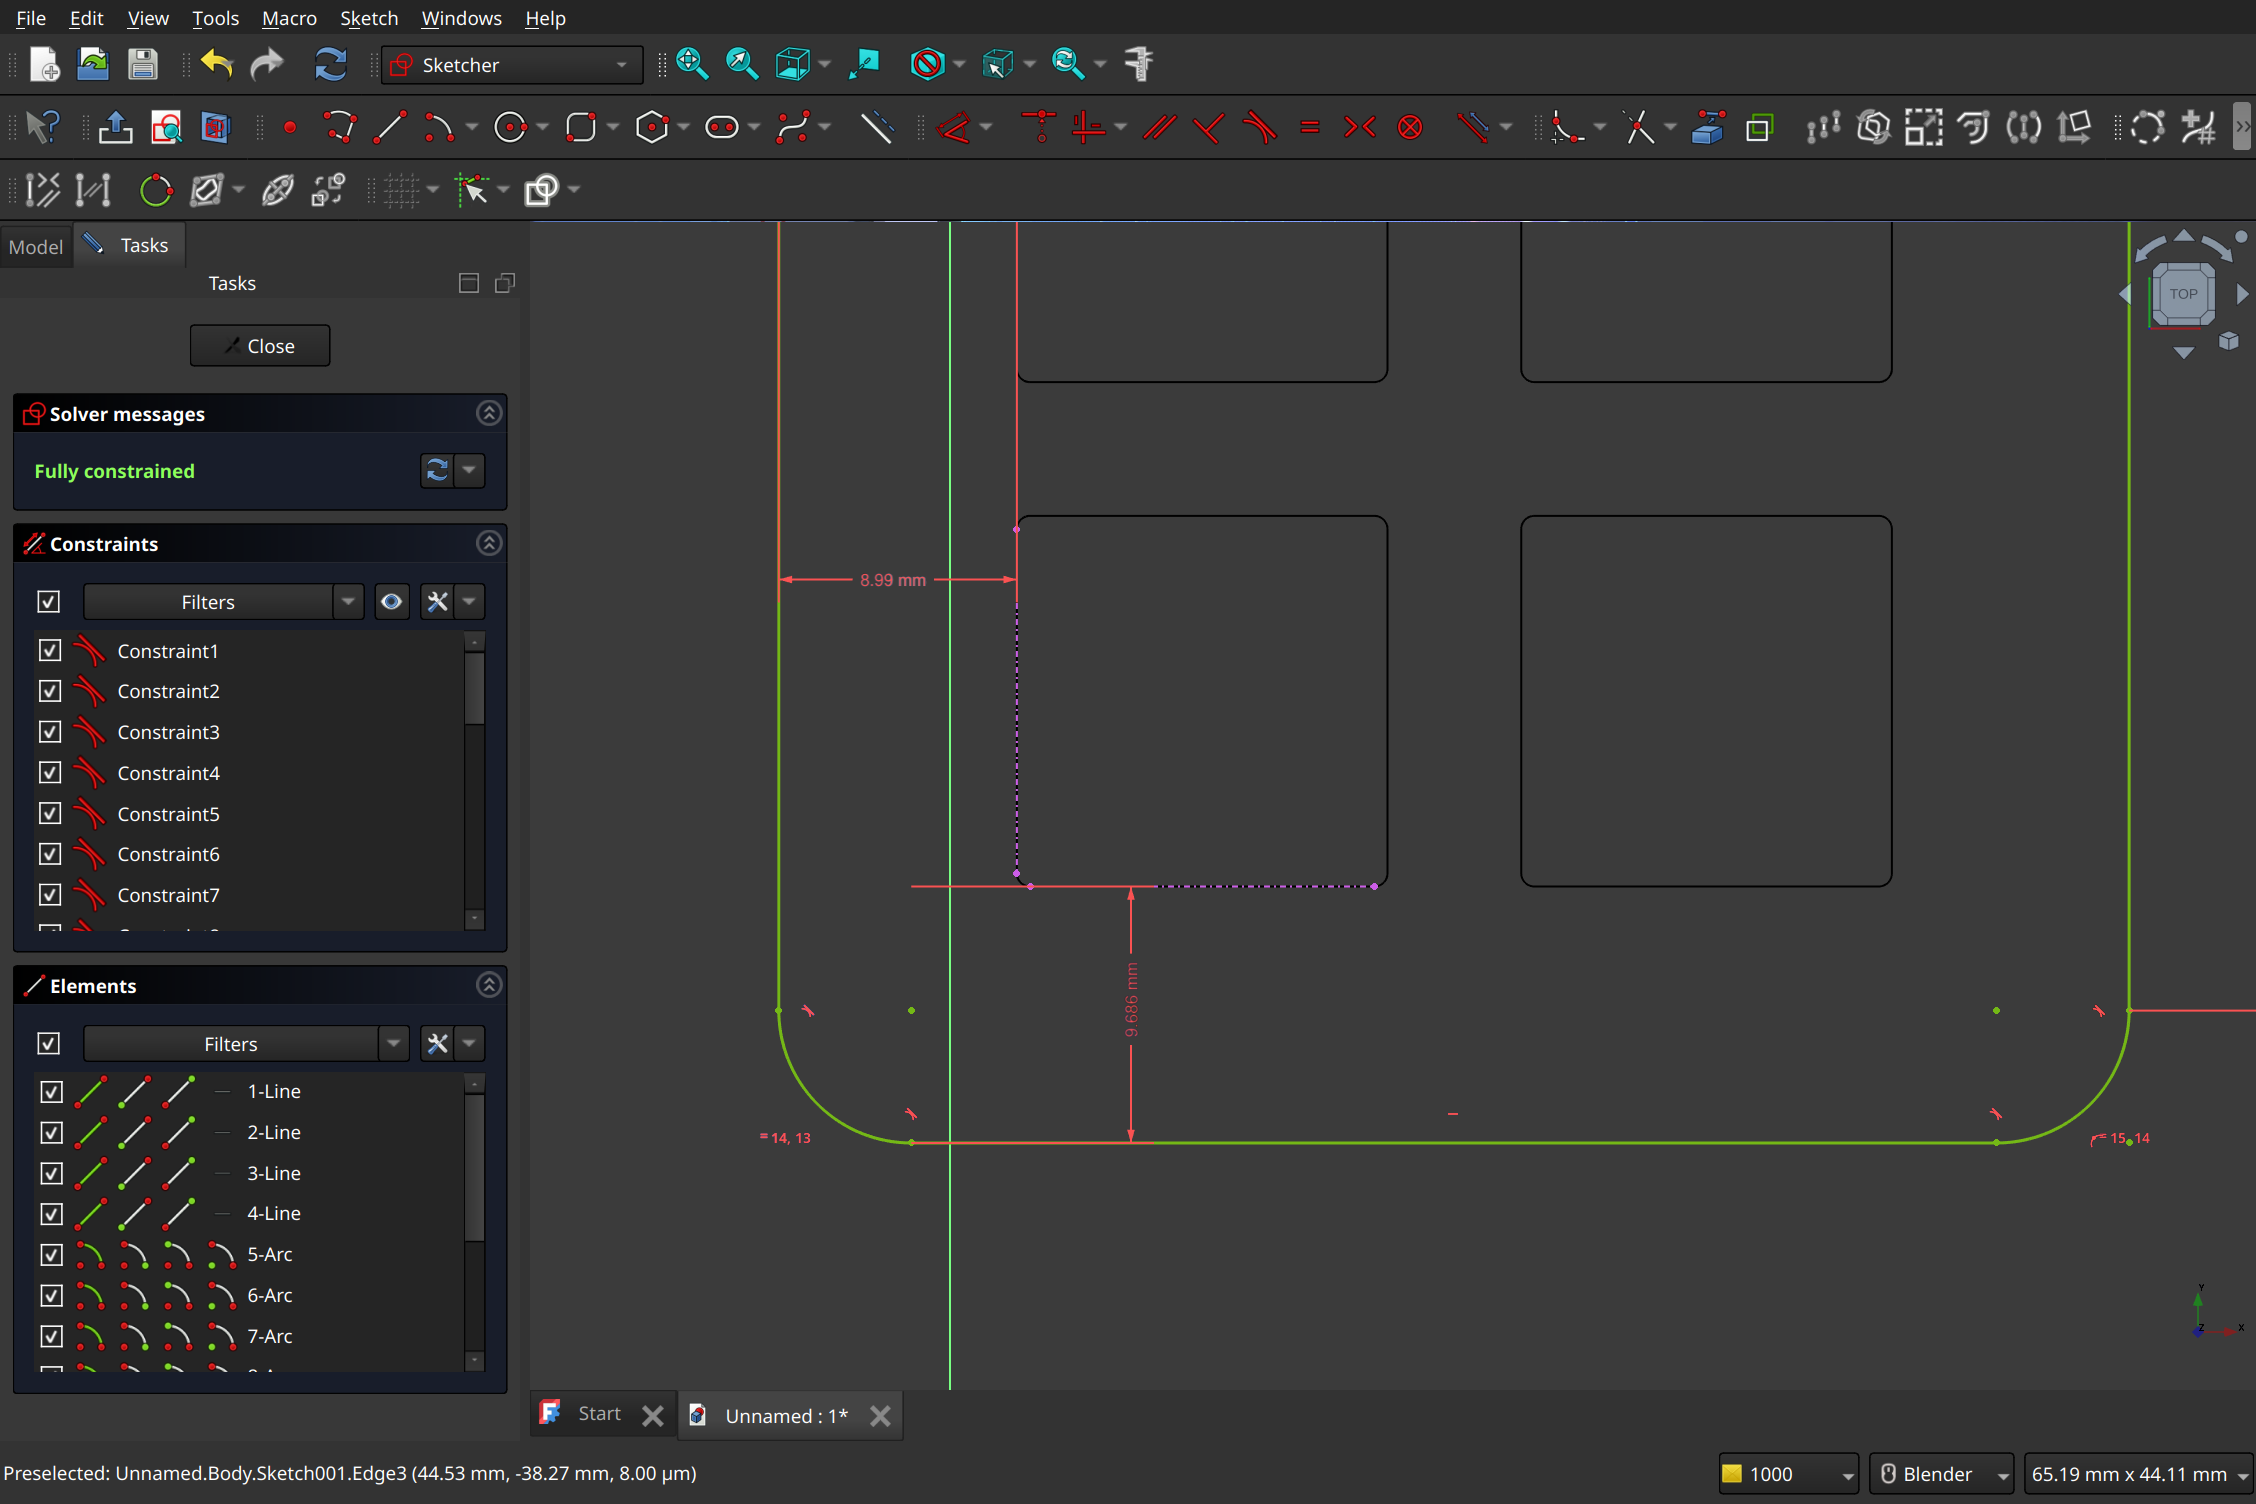 File Edit View Tools Macro Sketch Windows Help
Sketcher
Model Tasks
Tasks
Close
Solver messages
Fully constrained
Constraints
Filters
Constraint1
Constraint2
Constraint3
Constraint4
Constraint5
Constraint6
Constraint7
Elements
Filters
1-Line
2-Line
3-Line
4-Line
5-Arc
6-Arc
7-Arc
TOP
8.99 mm
9.686 mm
= 14, 13
15, 14
Y
Z
X
Start
Unnamed : 1*
Preselected: Unnamed.Body.Sketch001.Edge3 (44.53 mm, -38.27 mm, 8.00 µm)
1000
Blender
65.19 mm x 44.11 mm